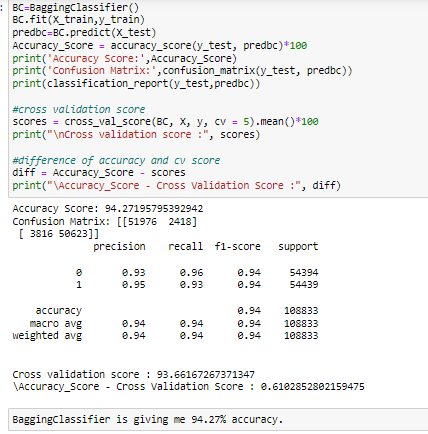 BC=BaggingClassifier()
BC.fit(X_train,y_train)
predbc=BC.predict(X_test)
Accuracy_Score = accuracy_score(y_test, predbc)*100
print('Accuracy Score:',Accuracy_Score)
print('Confusion Matrix:',confusion_matrix(y_test, predbc))
print(classification_report(y_test,predbc))
#cross validation score
scores = cross_val_score(BC, X, y, cv = 5).mean()*100
print("\nCross validation score :", scores)
#difference of accuracy and cv score
diff = Accuracy_Score - scores
print("\Accuracy_Score - Cross Validation Score :", diff)
Accuracy Score: 94.27195795392942
Confusion Matrix: [[51976 2418]
[ 3816 50623]]
precision recall f1-score support
0 0.93 0.96 0.94 54394
1 0.95 0.93 0.94 54439
accuracy 0.94 108833
macro avg 0.94 0.94 0.94 108833
weighted avg 0.94 0.94 0.94 108833
Cross validation score : 93.66167267371347
\Accuracy_Score - Cross Validation Score : 0.6102852802159475
BaggingClassifier is giving me 94.27% accuracy.